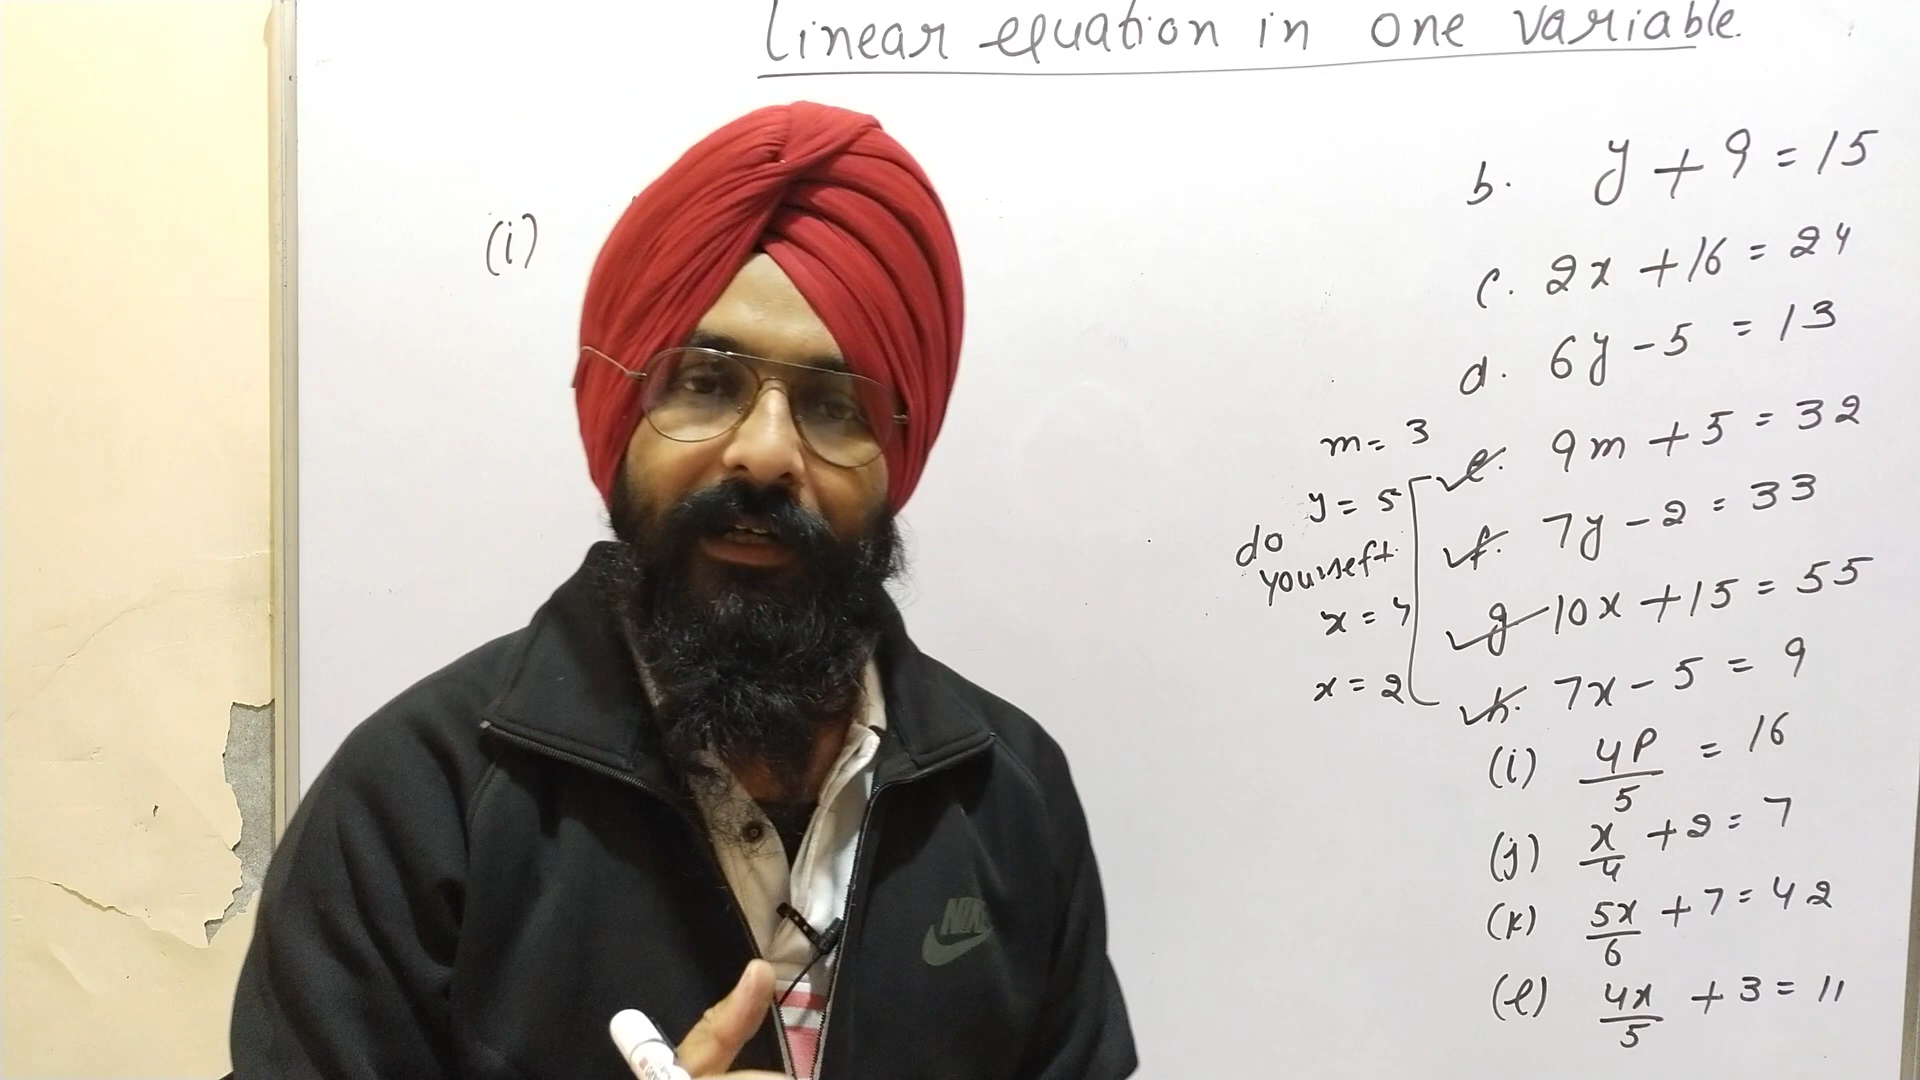 Linear equation in one variable.
(i)
b. y + 9 = 15
c. 2x + 16 = 24
d. 6y - 5 = 13
m = 3
e. 9m + 5 = 32
y = 5
f. 7y - 2 = 33
do
x = 4
g 10x + 15 = 55
x = 2
h. 7x - 5 = 9
(i) 4P/5 = 16
(j) x/4 + 2 = 7
(k) 5x/6 + 7 = 42
(l) 4x/5 + 3 = 11
NIKE